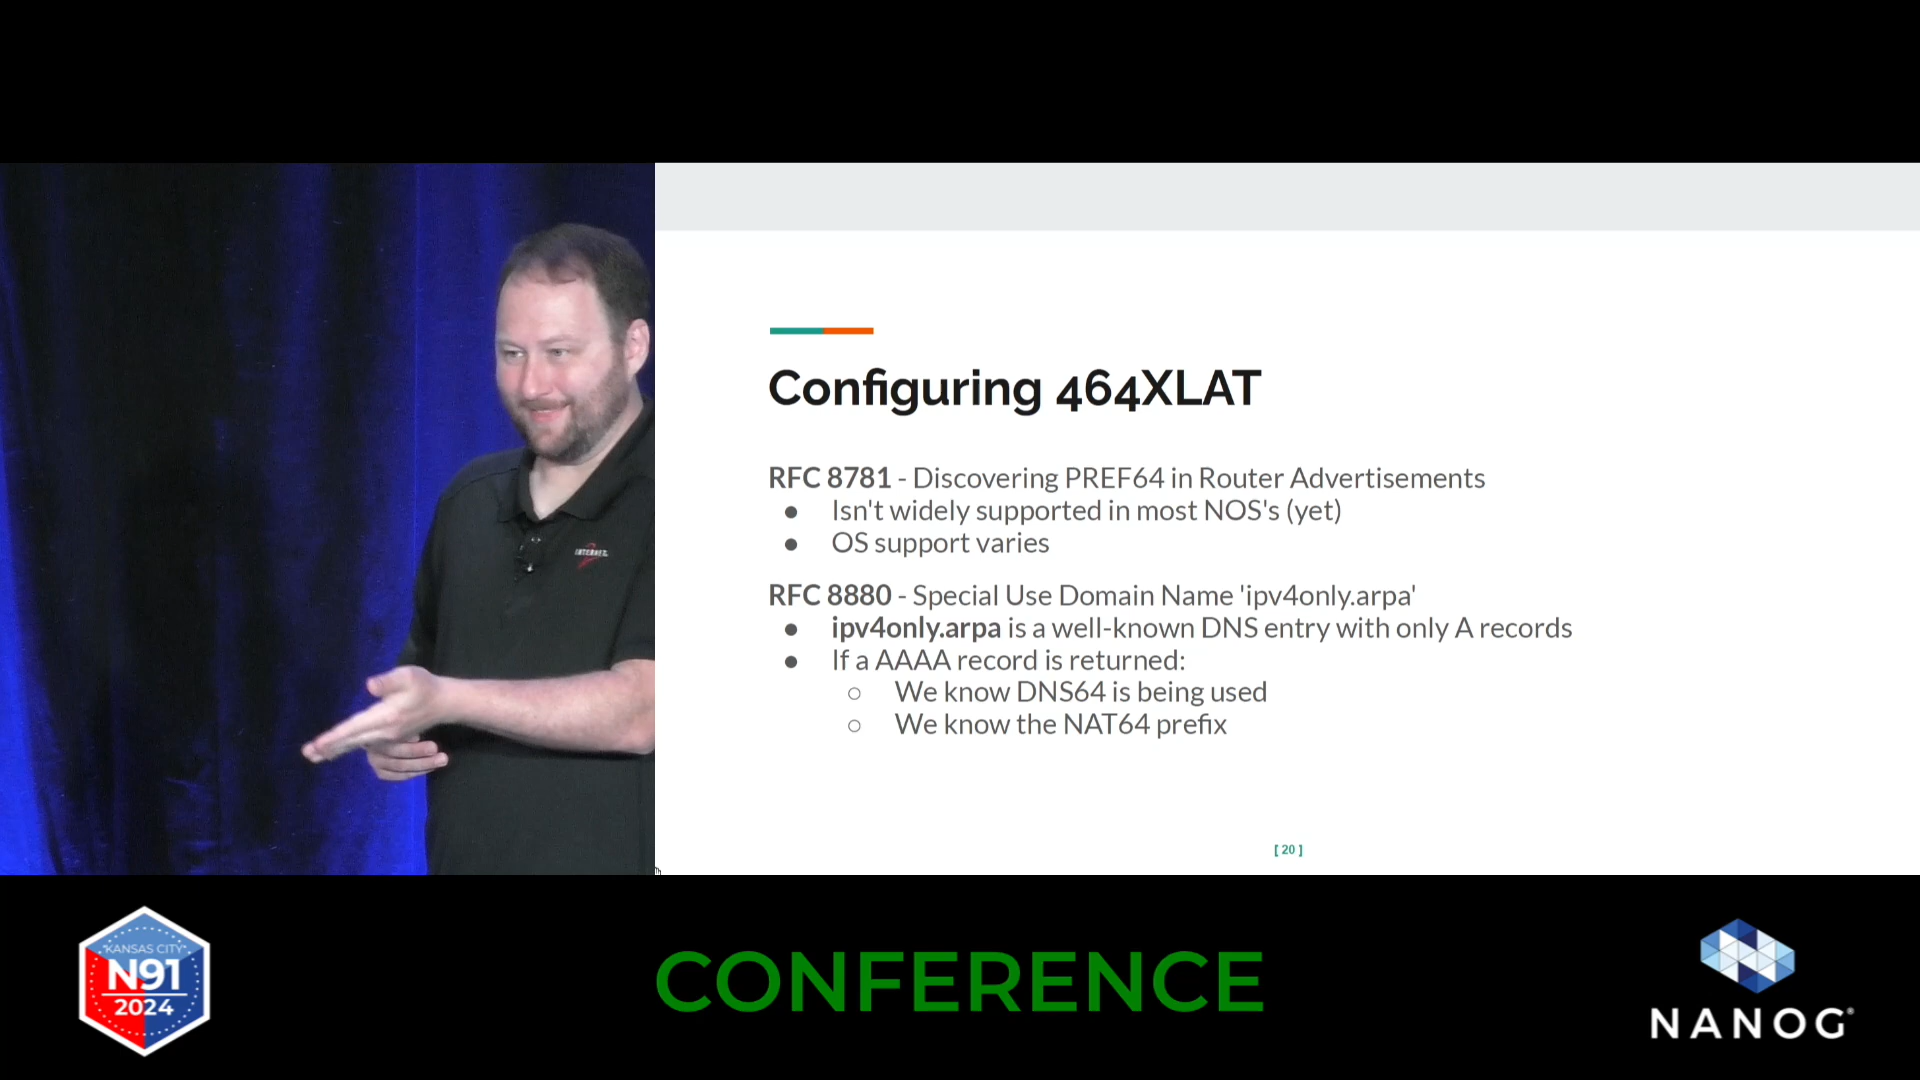 Configuring 464XLAT
RFC 8781 - Discovering PREF64 in Router Advertisements
● Isn't widely supported in most NOS's (yet)
● OS support varies
RFC 8880 - Special Use Domain Name 'ipv4only.arpa'
● ipv4only.arpa is a well-known DNS entry with only A records
● If a AAAA record is returned:
○ We know DNS64 is being used
○ We know the NAT64 prefix
[ 20 ]
INTERNET2
KANSAS CITY
N91
2024
CONFERENCE
NANOG®